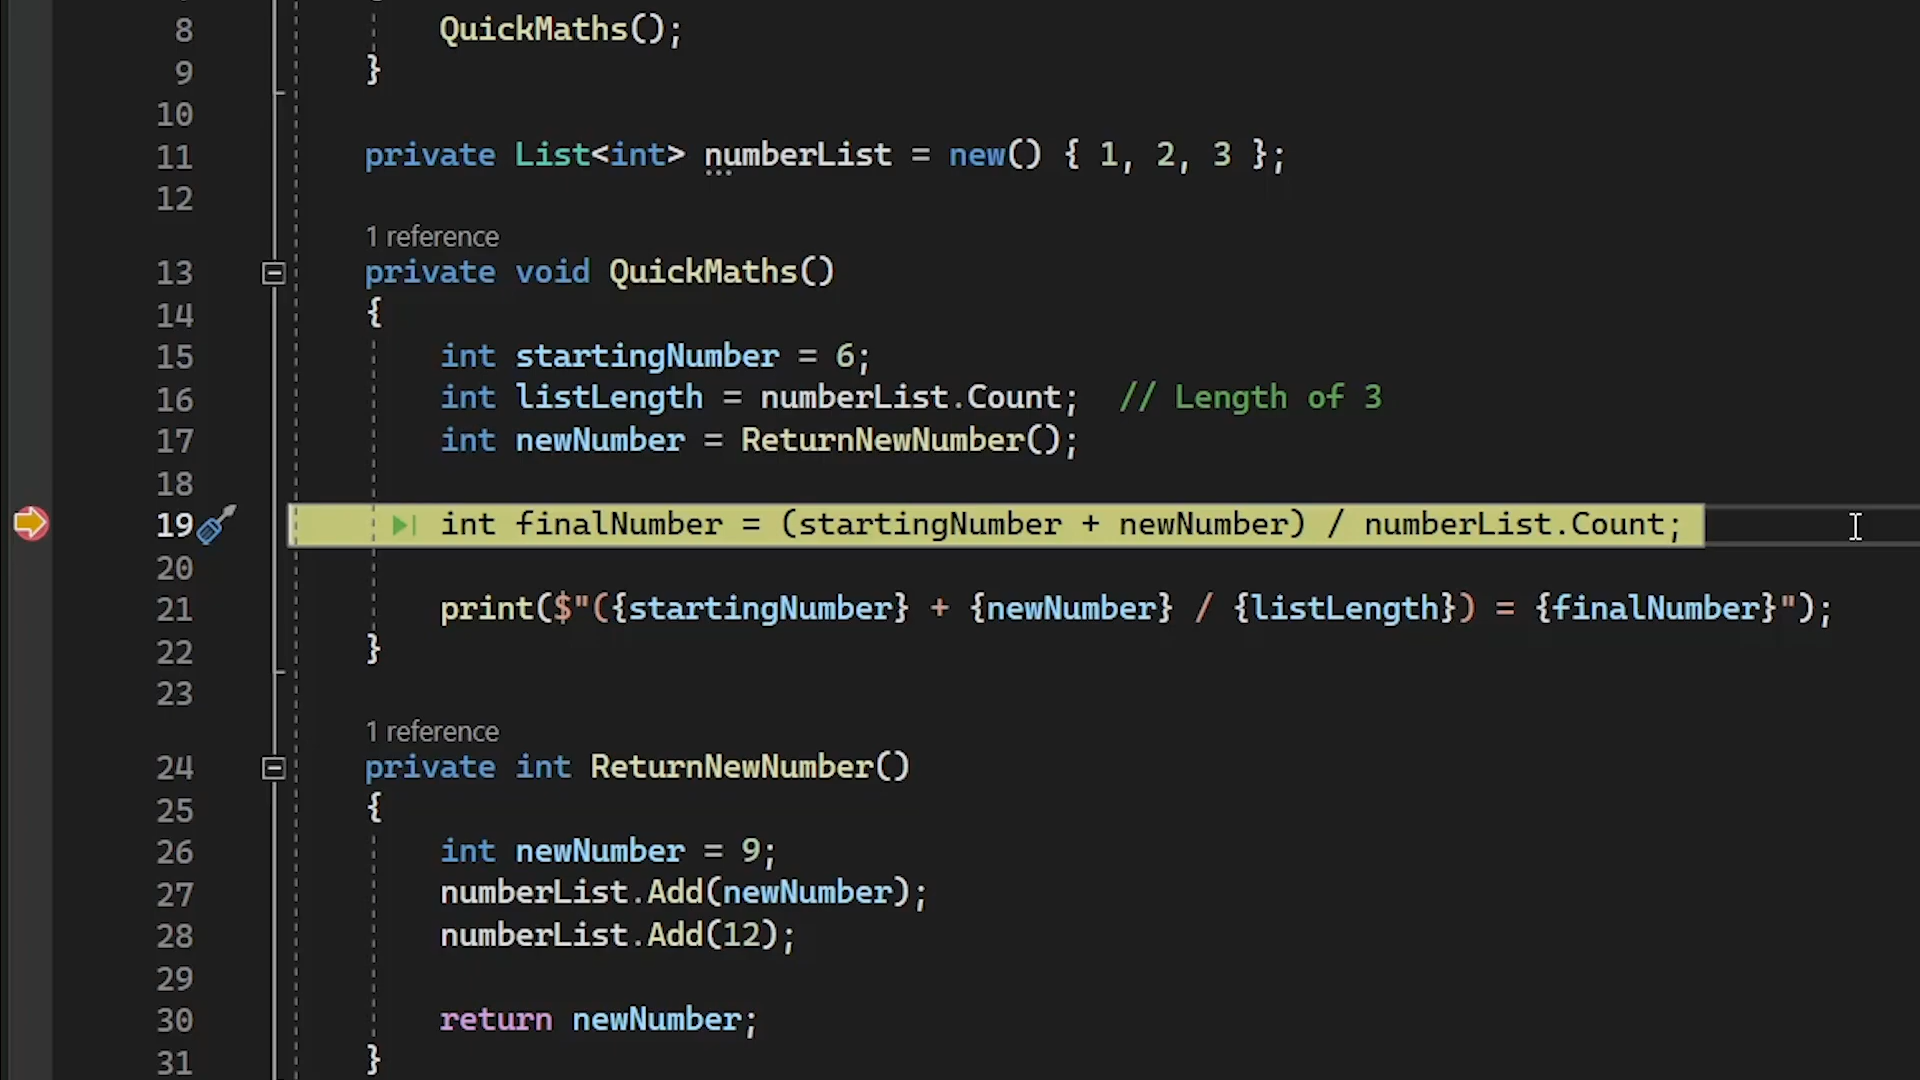 8 QuickMaths();
9 }
10
11 private List<int> numberList = new() { 1, 2, 3 };
12
1 reference
13 private void QuickMaths()
14 {
15 int startingNumber = 6;
16 int listLength = numberList.Count; // Length of 3
17 int newNumber = ReturnNewNumber();
18
19 int finalNumber = (startingNumber + newNumber) / numberList.Count;
20
21 print($"({startingNumber} + {newNumber} / {listLength}) = {finalNumber}");
22 }
23
1 reference
24 private int ReturnNewNumber()
25 {
26 int newNumber = 9;
27 numberList.Add(newNumber);
28 numberList.Add(12);
29
30 return newNumber;
31 }